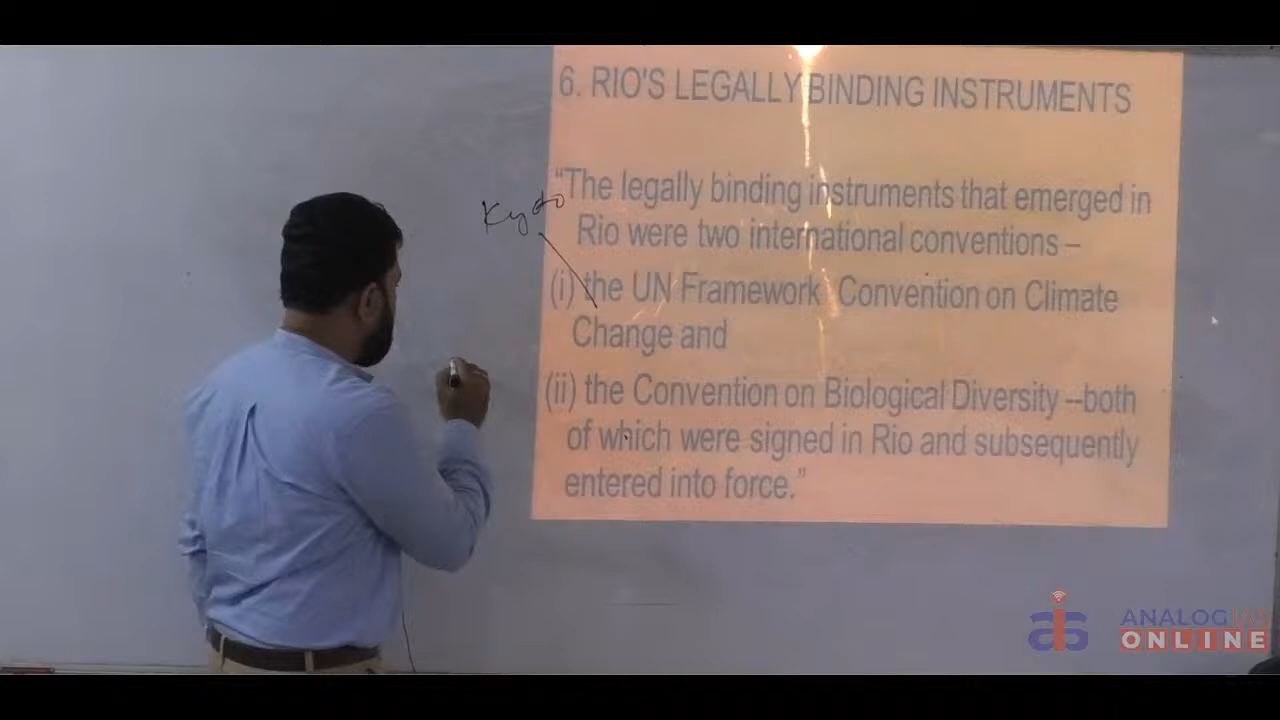 6. RIO'S LEGALLY BINDING INSTRUMENTS
Kyoto
"The legally binding instruments that emerged in
Rio were two international conventions –
(i) the UN Framework Convention on Climate
Change and
(ii) the Convention on Biological Diversity --both
of which were signed in Rio and subsequently
entered into force."
ANALOG IAS
ONLINE